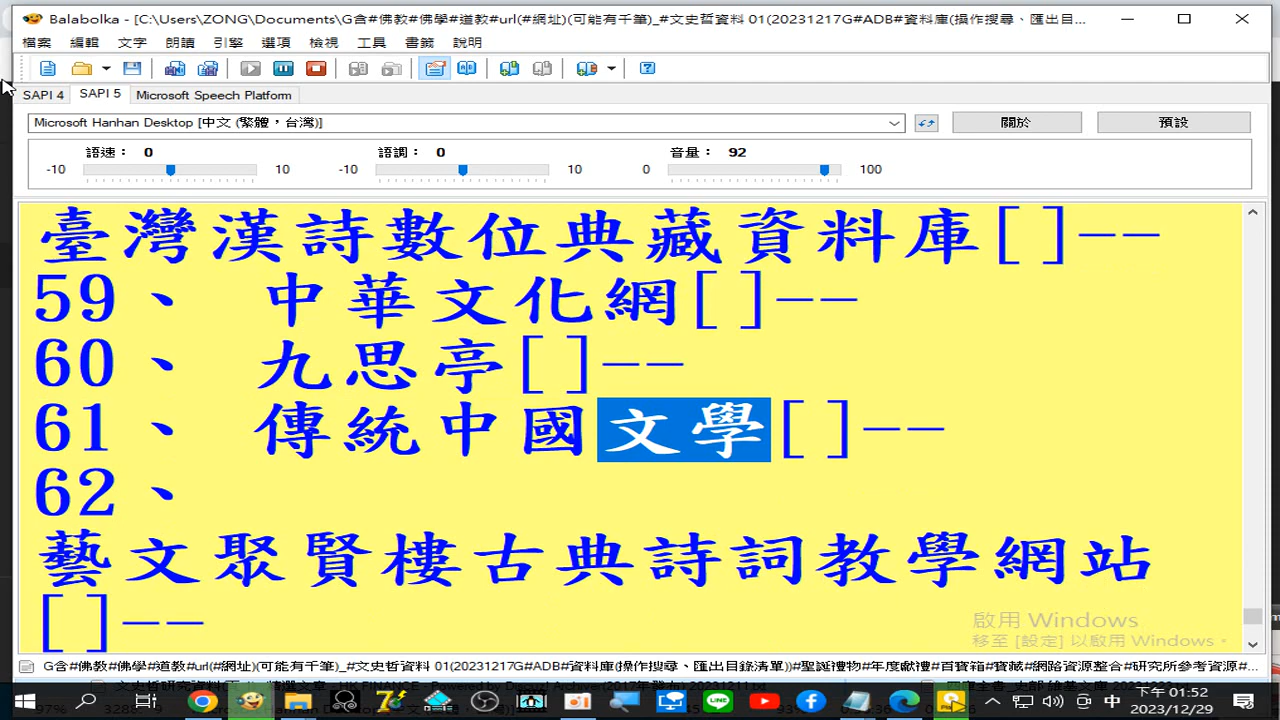 Balabolka - [C:\Users\ZONG\Documents\G含#佛教#佛學#道教#url(#網址)(可能有千筆)_#文史哲資料 01(20231217G#ADB#資料庫(操作搜尋、匯出目...
檔案 編輯 文字 朗讀 引擎 選項 檢視 工具 書籤 說明
SAPI 4 SAPI 5 Microsoft Speech Platform
Microsoft Hanhan Desktop [中文 (繁體，台灣)] 關於 預設
語速： 0 語調： 0 音量： 92
-10 10 -10 10 0 100
臺灣漢詩數位典藏資料庫[]--
59、 中華文化網[]--
60、 九思亭[]--
61、 傳統中國文學[]--
62、
藝文聚賢樓古典詩詞教學網站
[]--
啟用 Windows
移至 [設定] 以啟用 Windows。
G含#佛教#佛學#道教#url(#網址)(可能有千筆)_#文史哲資料 01(20231217G#ADB#資料庫(操作搜尋、匯出目錄清單))#聖誕禮物#年度獻禮#百寶箱#寶藏#網路資源整合#研究所參考資源#...
LINE
中
下午 01:52
2023/12/29